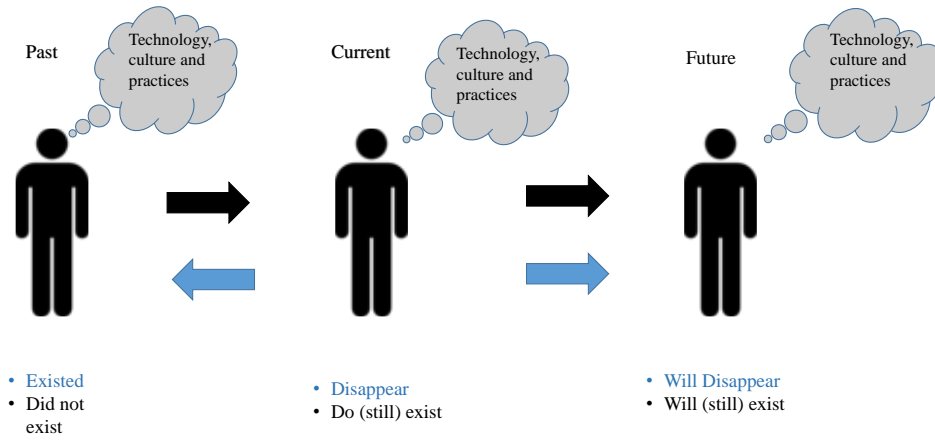 Past
Technology,
culture and
practices
Current
Technology,
culture and
practices
Future
Technology,
culture and
practices
• Existed
• Did not
exist
• Disappear
• Do (still) exist
• Will Disappear
• Will (still) exist